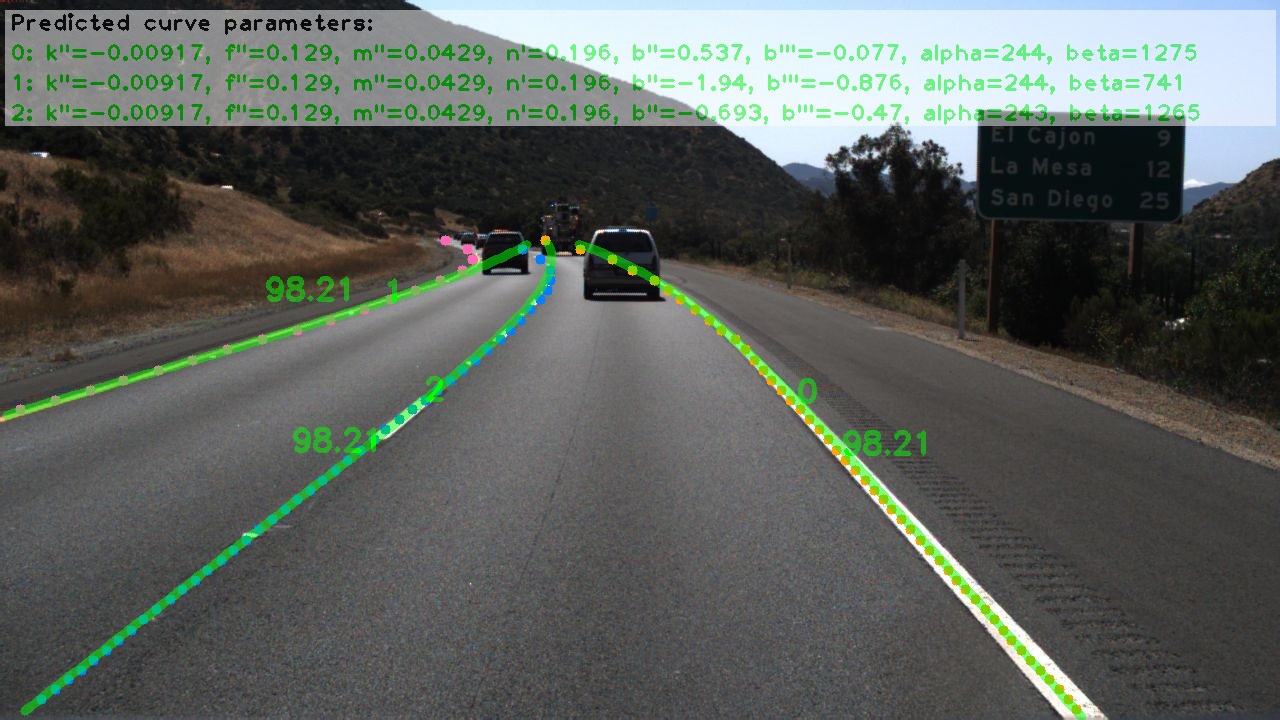 Predicted curve parameters:
0: k''=-0.00917, f''=0.129, m''=0.0429, n'=0.196, b''=0.537, b'''=-0.077, alpha=244, beta=1275
1: k''=-0.00917, f''=0.129, m''=0.0429, n'=0.196, b''=-1.94, b'''=-0.876, alpha=244, beta=741
2: k''=-0.00917, f''=0.129, m''=0.0429, n'=0.196, b''=-0.693, b'''=-0.47, alpha=243, beta=1265
El Cajon 9
La Mesa 12
San Diego 25
98.21 1
2 0
98.21 98.21